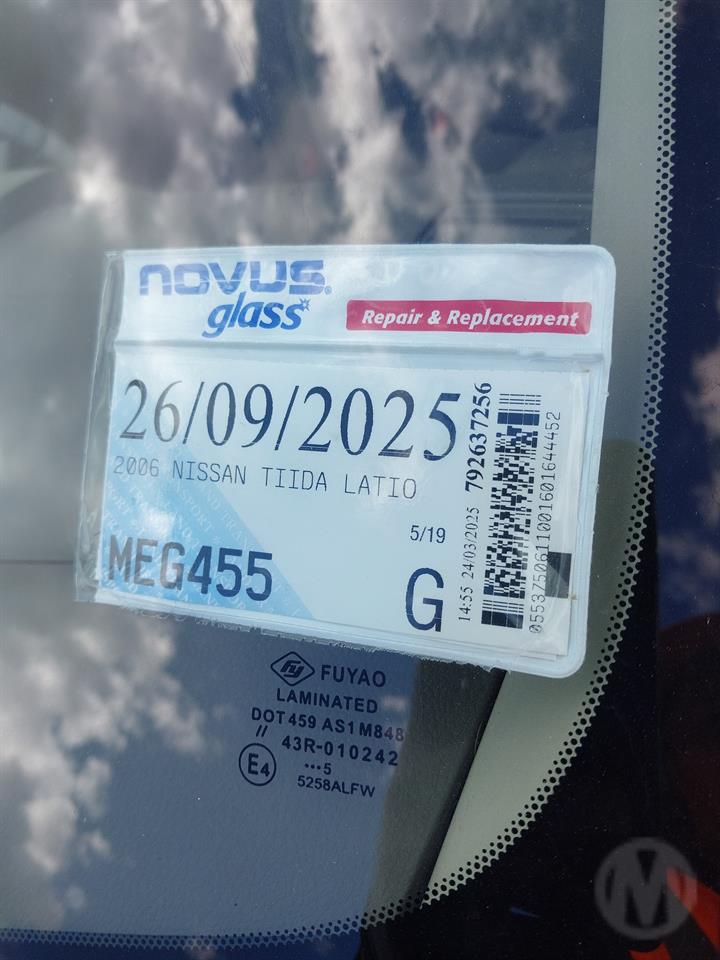 novus
glass
Repair & Replacement
26/09/2025
2006 NISSAN TIIDA LATIO
5/19
MEG455
G
14:55 24/03/2025 792637256
FUYAO
LAMINATED
DOT459 AS1M848
// 43R-010242
E4
•••5
5258ALFW
M